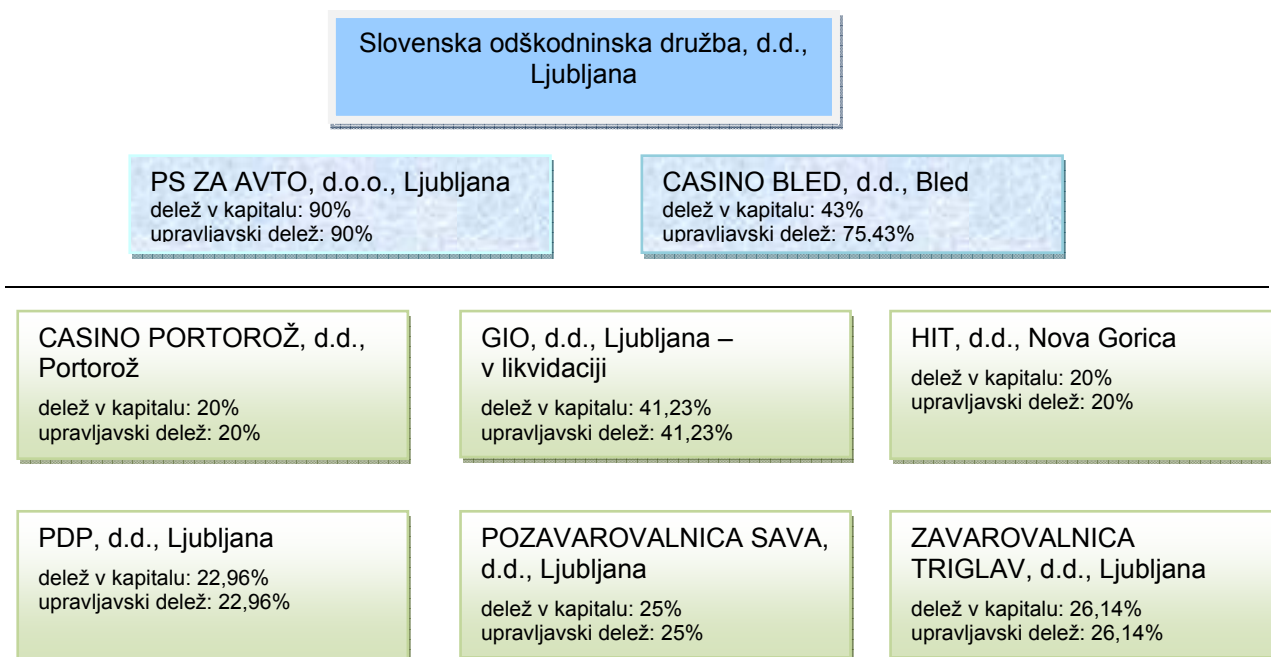 Slovenska odškodninska družba, d.d.,
Ljubljana
PS ZA AVTO, d.o.o., Ljubljana
delež v kapitalu: 90%
upravljavski delež: 90%
CASINO BLED, d.d., Bled
delež v kapitalu: 43%
upravljavski delež: 75,43%
CASINO PORTOROŽ, d.d.,
Portorož
delež v kapitalu: 20%
upravljavski delež: 20%
GIO, d.d., Ljubljana –
v likvidaciji
delež v kapitalu: 41,23%
upravljavski delež: 41,23%
HIT, d.d., Nova Gorica
delež v kapitalu: 20%
upravljavski delež: 20%
PDP, d.d., Ljubljana
delež v kapitalu: 22,96%
upravljavski delež: 22,96%
POZAVAROVALNICA SAVA,
d.d., Ljubljana
delež v kapitalu: 25%
upravljavski delež: 25%
ZAVAROVALNICA
TRIGLAV, d.d., Ljubljana
delež v kapitalu: 26,14%
upravljavski delež: 26,14%